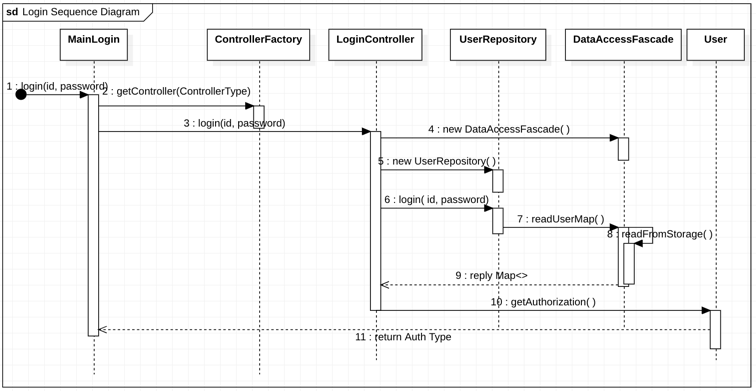 sd Login Sequence Diagram
MainLogin
ControllerFactory
LoginController
UserRepository
DataAccessFascade
User
1 : login(id, password)
2 : getController(ControllerType)
3 : login(id, password)
4 : new DataAccessFascade( )
5 : new UserRepository( )
6 : login( id, password)
7 : readUserMap( )
8 : readFromStorage( )
9 : reply Map<>
10 : getAuthorization( )
11 : return Auth Type